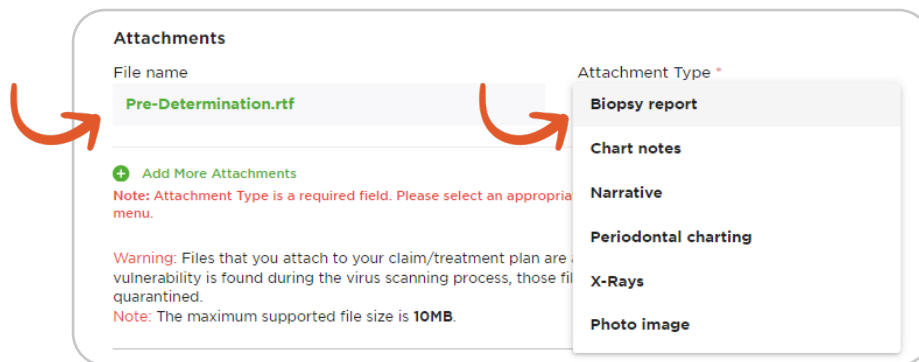 Attachments
File name
Attachment Type *
Pre-Determination.rtf
Biopsy report
Chart notes
Narrative
Periodontal charting
X-Rays
Photo image
Add More Attachments
Note: Attachment Type is a required field. Please select an
menu.
Warning: Files that you attach to your claim/treatment plan are
vulnerability is found during the virus scanning process, those
quarantined.
Note: The maximum supported file size is 10MB.